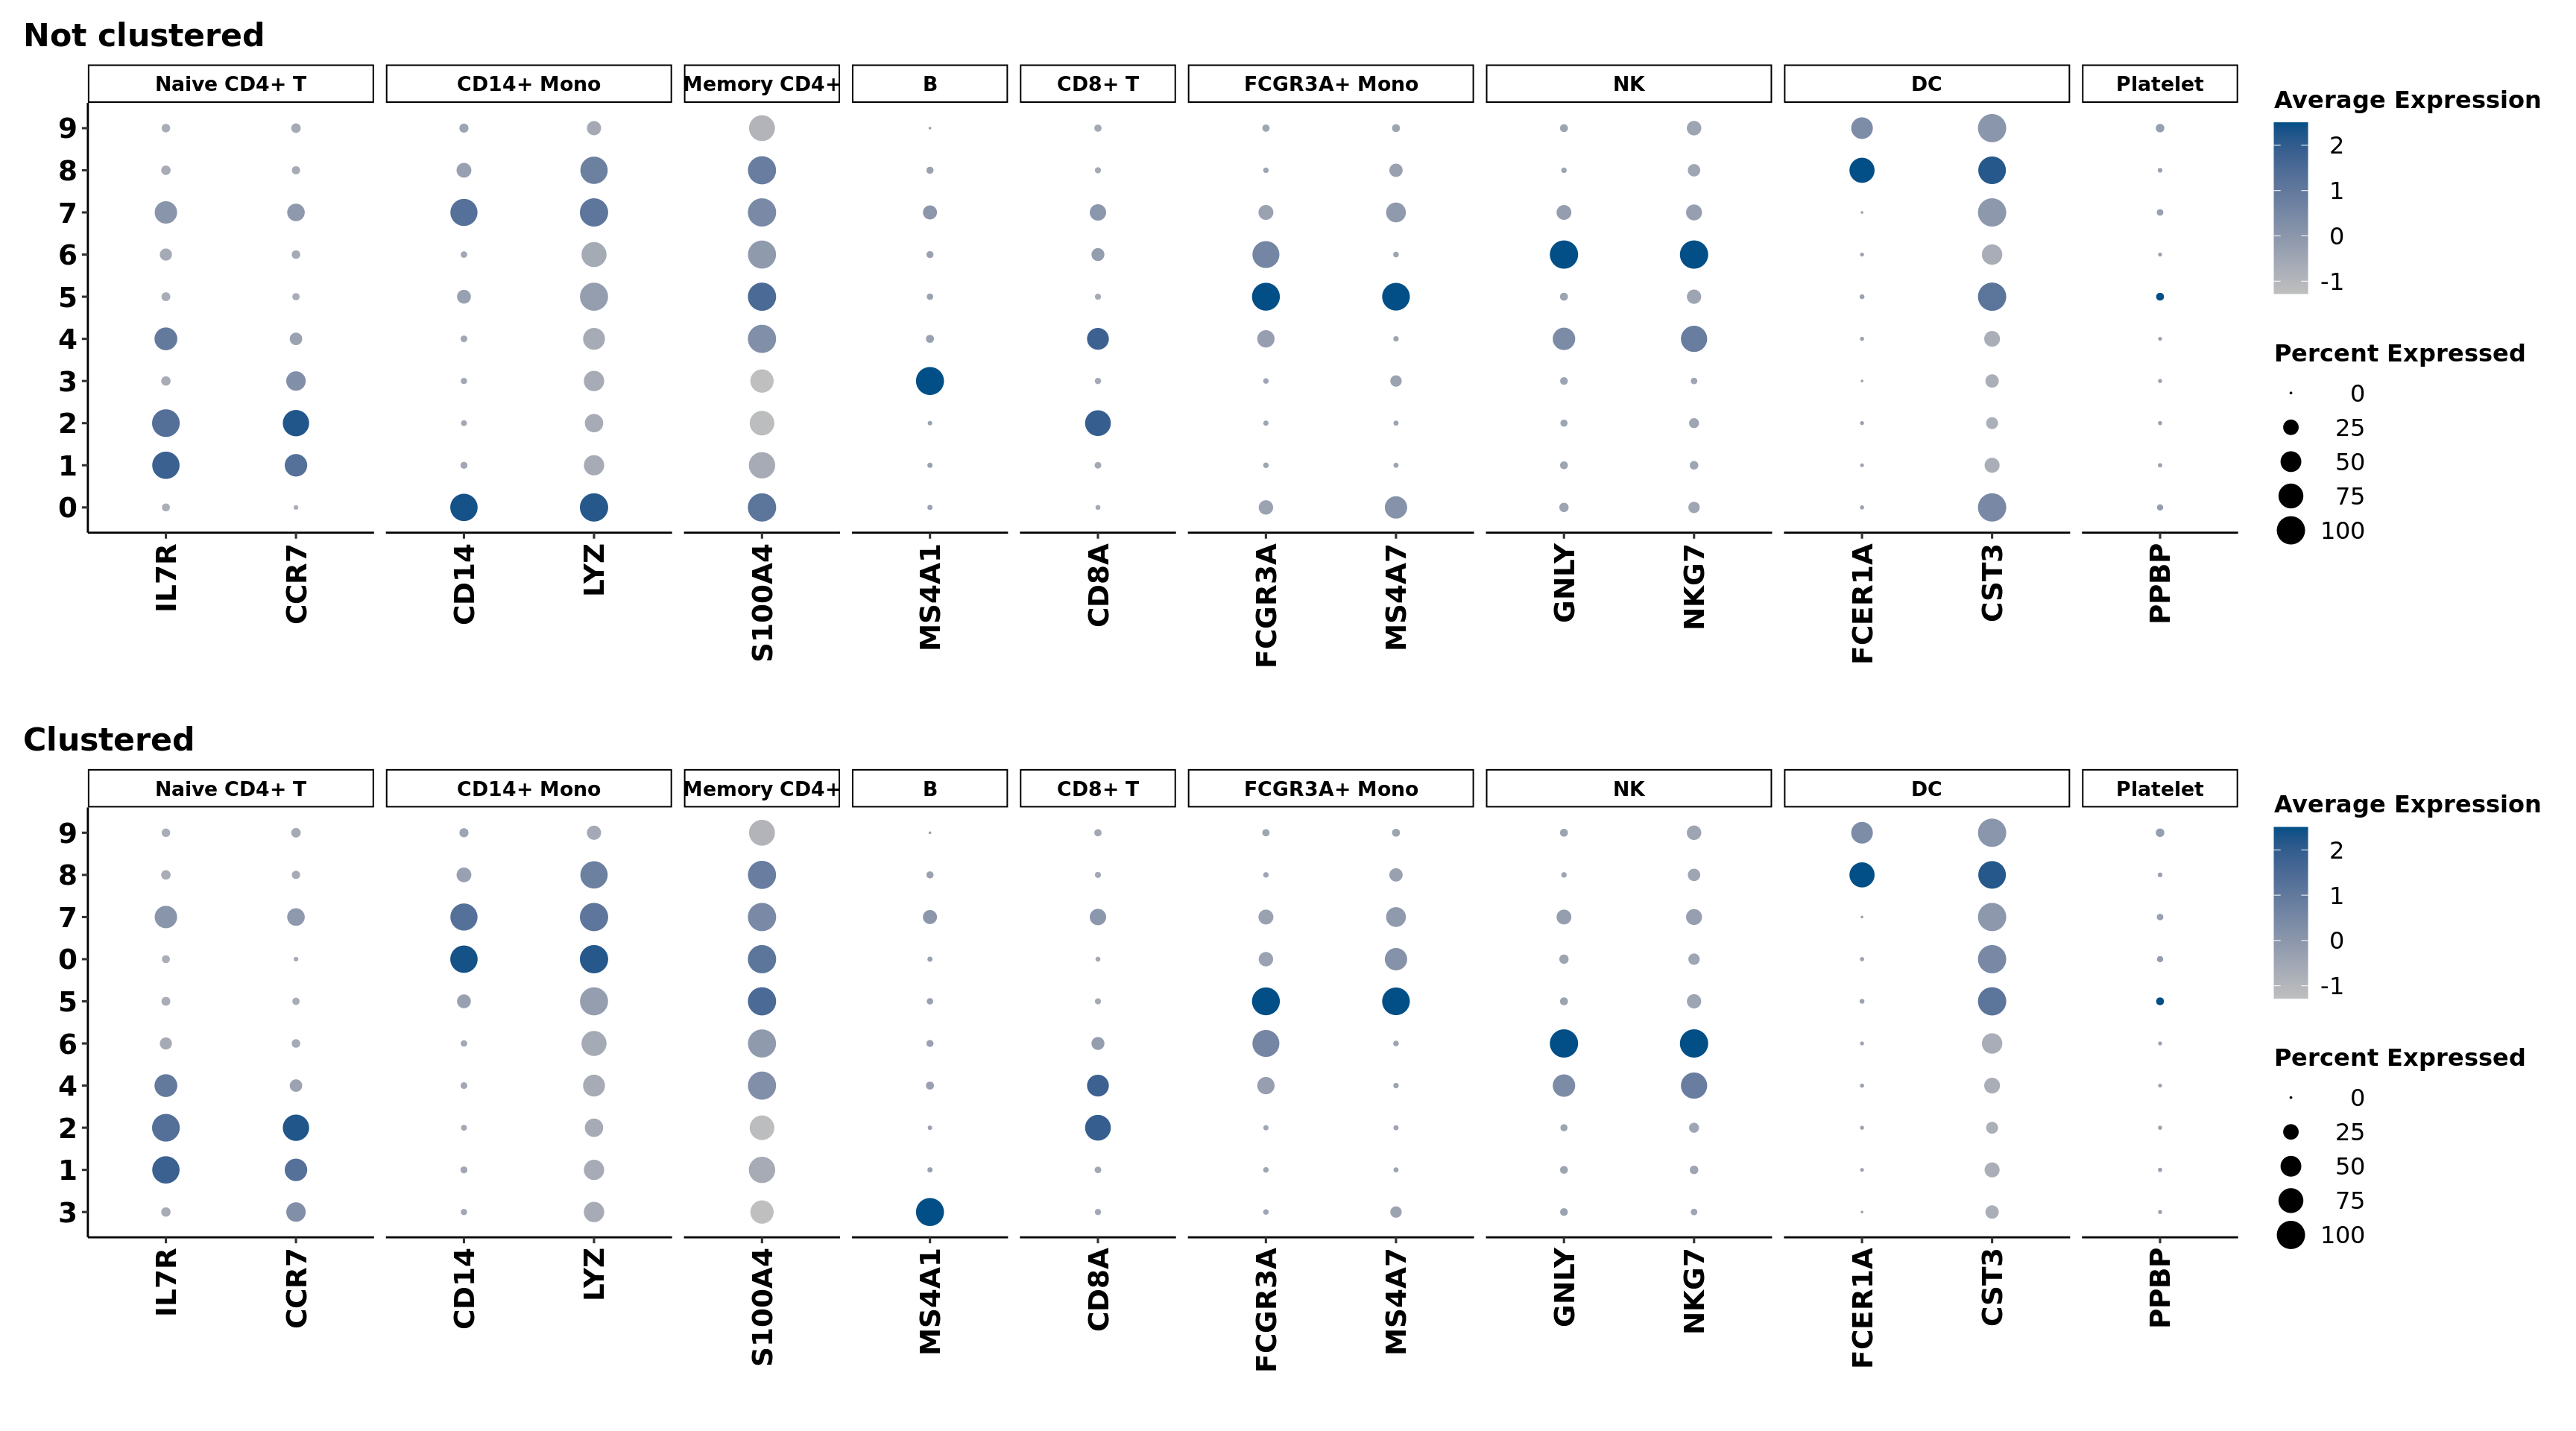 Not clustered
Naive CD4+ T
CD14+ Mono
Memory CD4+
B
CD8+ T
FCGR3A+ Mono
NK
DC
Platelet
9
8
7
6
5
4
3
2
1
0
IL7R
CCR7
CD14
LYZ
S100A4
MS4A1
CD8A
FCGR3A
MS4A7
GNLY
NKG7
FCER1A
CST3
PPBP
Average Expression
2
1
0
-1
Percent Expressed
0
25
50
75
100
Clustered
Naive CD4+ T
CD14+ Mono
Memory CD4+
B
CD8+ T
FCGR3A+ Mono
NK
DC
Platelet
9
8
7
0
5
6
4
2
1
3
IL7R
CCR7
CD14
LYZ
S100A4
MS4A1
CD8A
FCGR3A
MS4A7
GNLY
NKG7
FCER1A
CST3
PPBP
Average Expression
2
1
0
-1
Percent Expressed
0
25
50
75
100